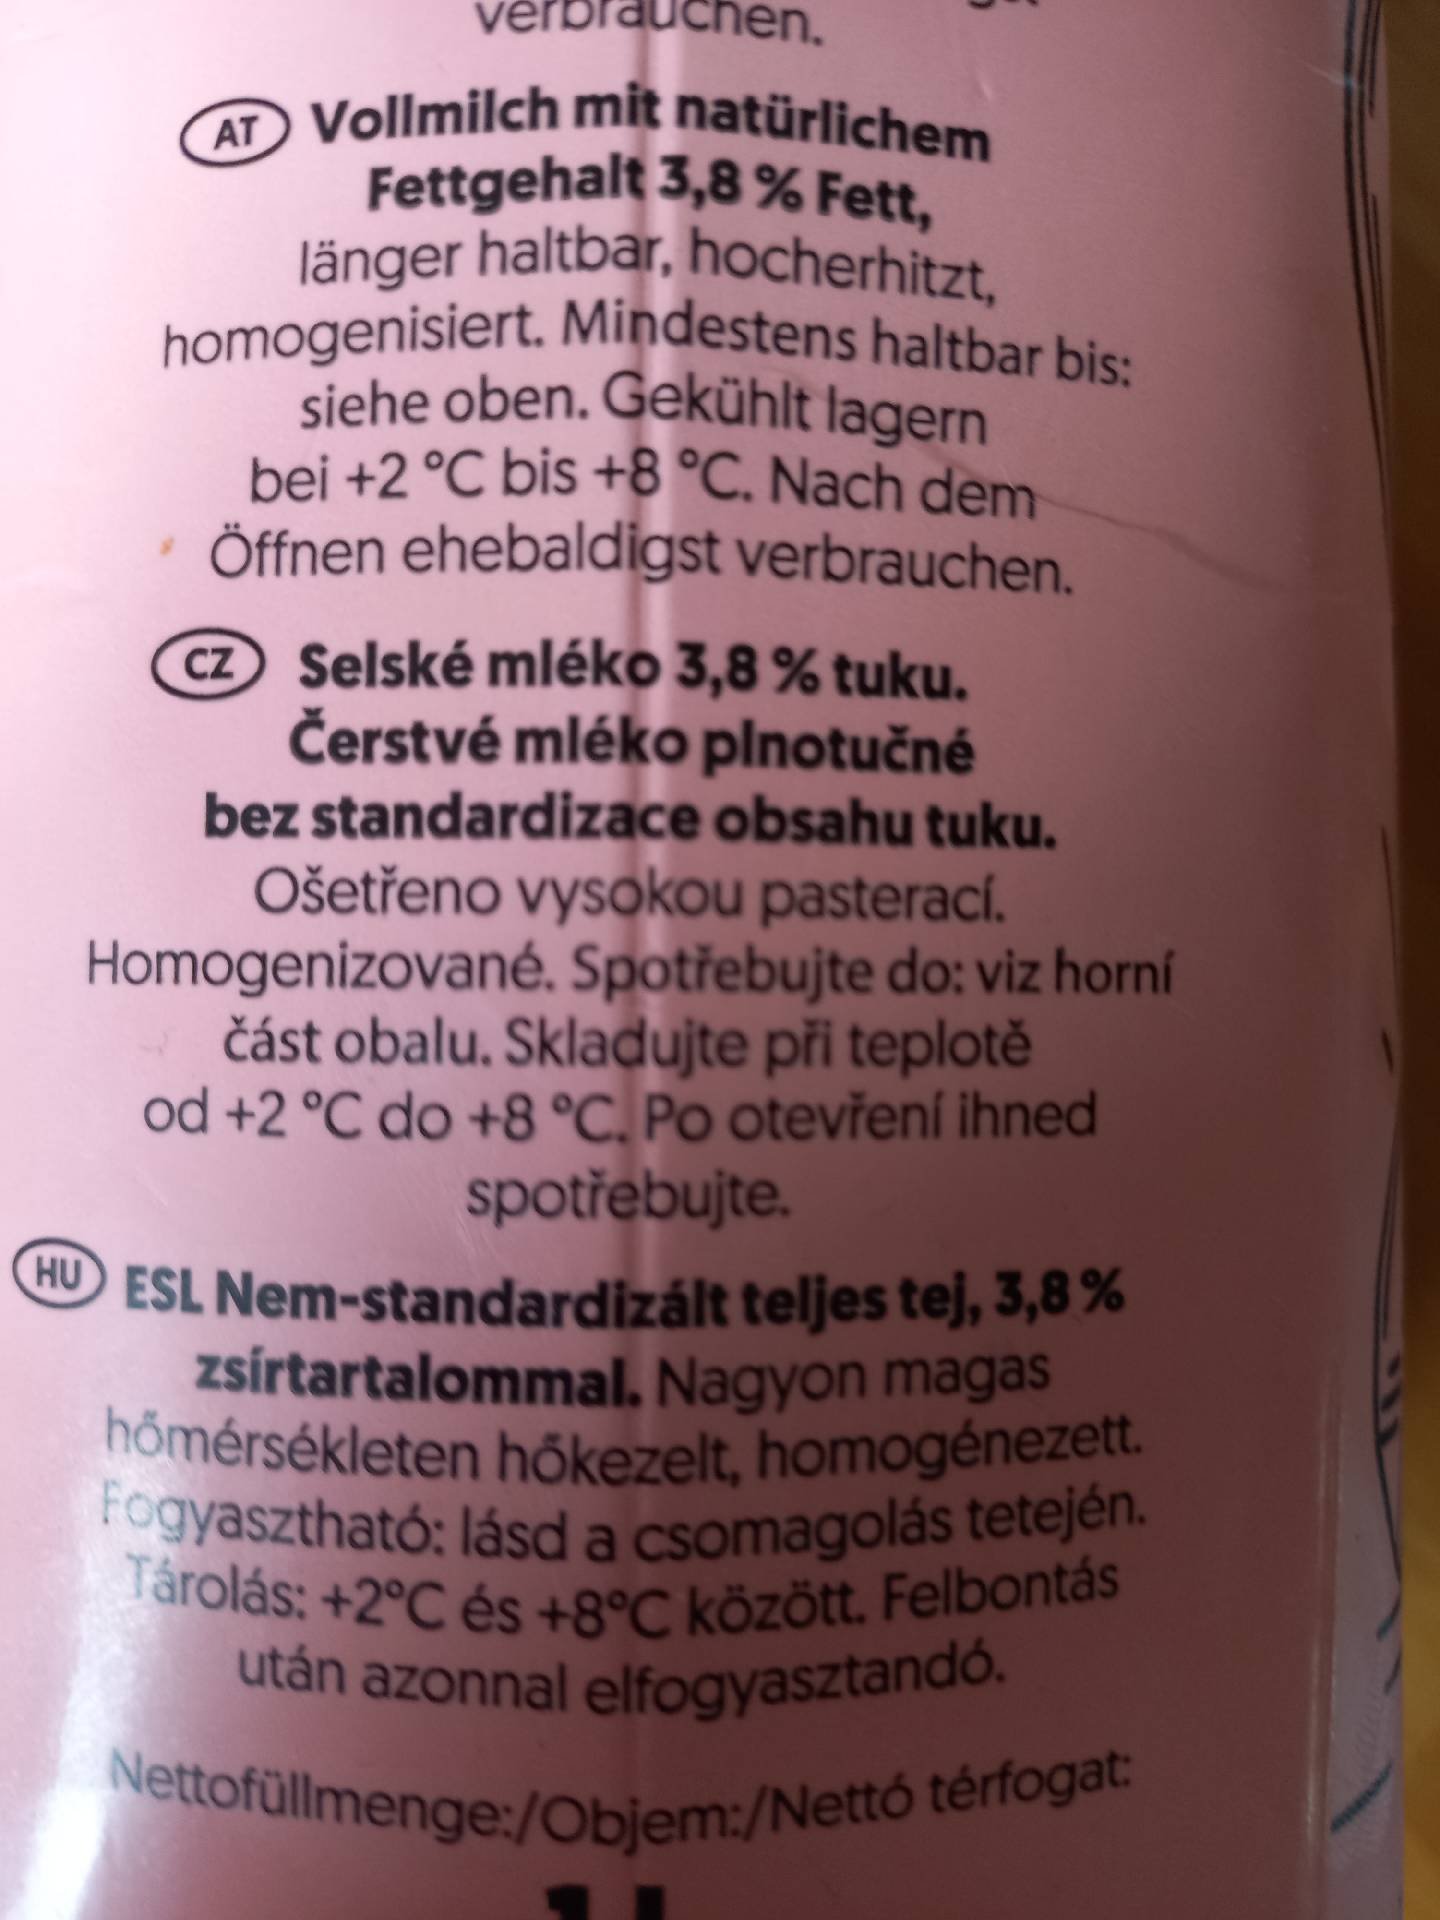 verbrauchen.
AT Vollmilch mit natürlichem
Fettgehalt 3,8 % Fett,
länger haltbar, hocherhitzt,
homogenisiert. Mindestens haltbar bis:
siehe oben. Gekühlt lagern
bei +2 °C bis +8 °C. Nach dem
Öffnen ehebaldigst verbrauchen.
CZ Selské mléko 3,8 % tuku.
Čerstvé mléko plnotučné
bez standardizace obsahu tuku.
Ošetřeno vysokou pasterací.
Homogenizované. Spotřebujte do: viz horní
část obalu. Skladujte při teplotě
od +2 °C do +8 °C. Po otevření ihned
spotřebujte.
HU ESL Nem-standardizált teljes tej, 3,8 %
zsírtartalommal. Nagyon magas
hőmérsékleten hőkezelt, homogénezett.
Fogyasztható: lásd a csomagolás tetején.
Tárolás: +2°C és +8°C között. Felbontás
után azonnal elfogyasztandó.
Nettofüllmenge:/Objem:/Nettó térfogat: